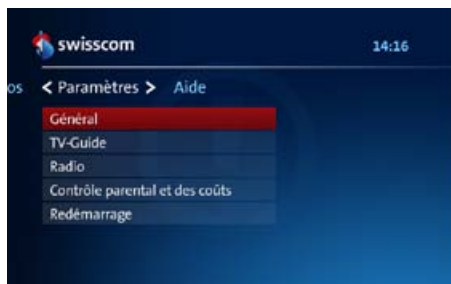 swisscom 14:16
os < Paramètres > Aide
Général
TV-Guide
Radio
Contrôle parental et des coûts
Redémarrage